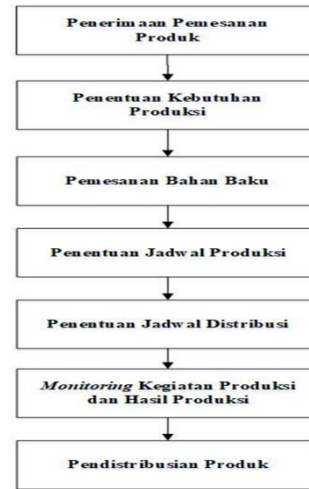 Penerimaan Pemesanan
Produk
Penentuan Kebutuhan
Produksi
Pemesanan Bahan Baku
Penentuan Jadwal Produksi
Penentuan Jadwal Distribusi
Monitoring Kegiatan Produksi
dan Hasil Produksi
Pendistribusian Produk